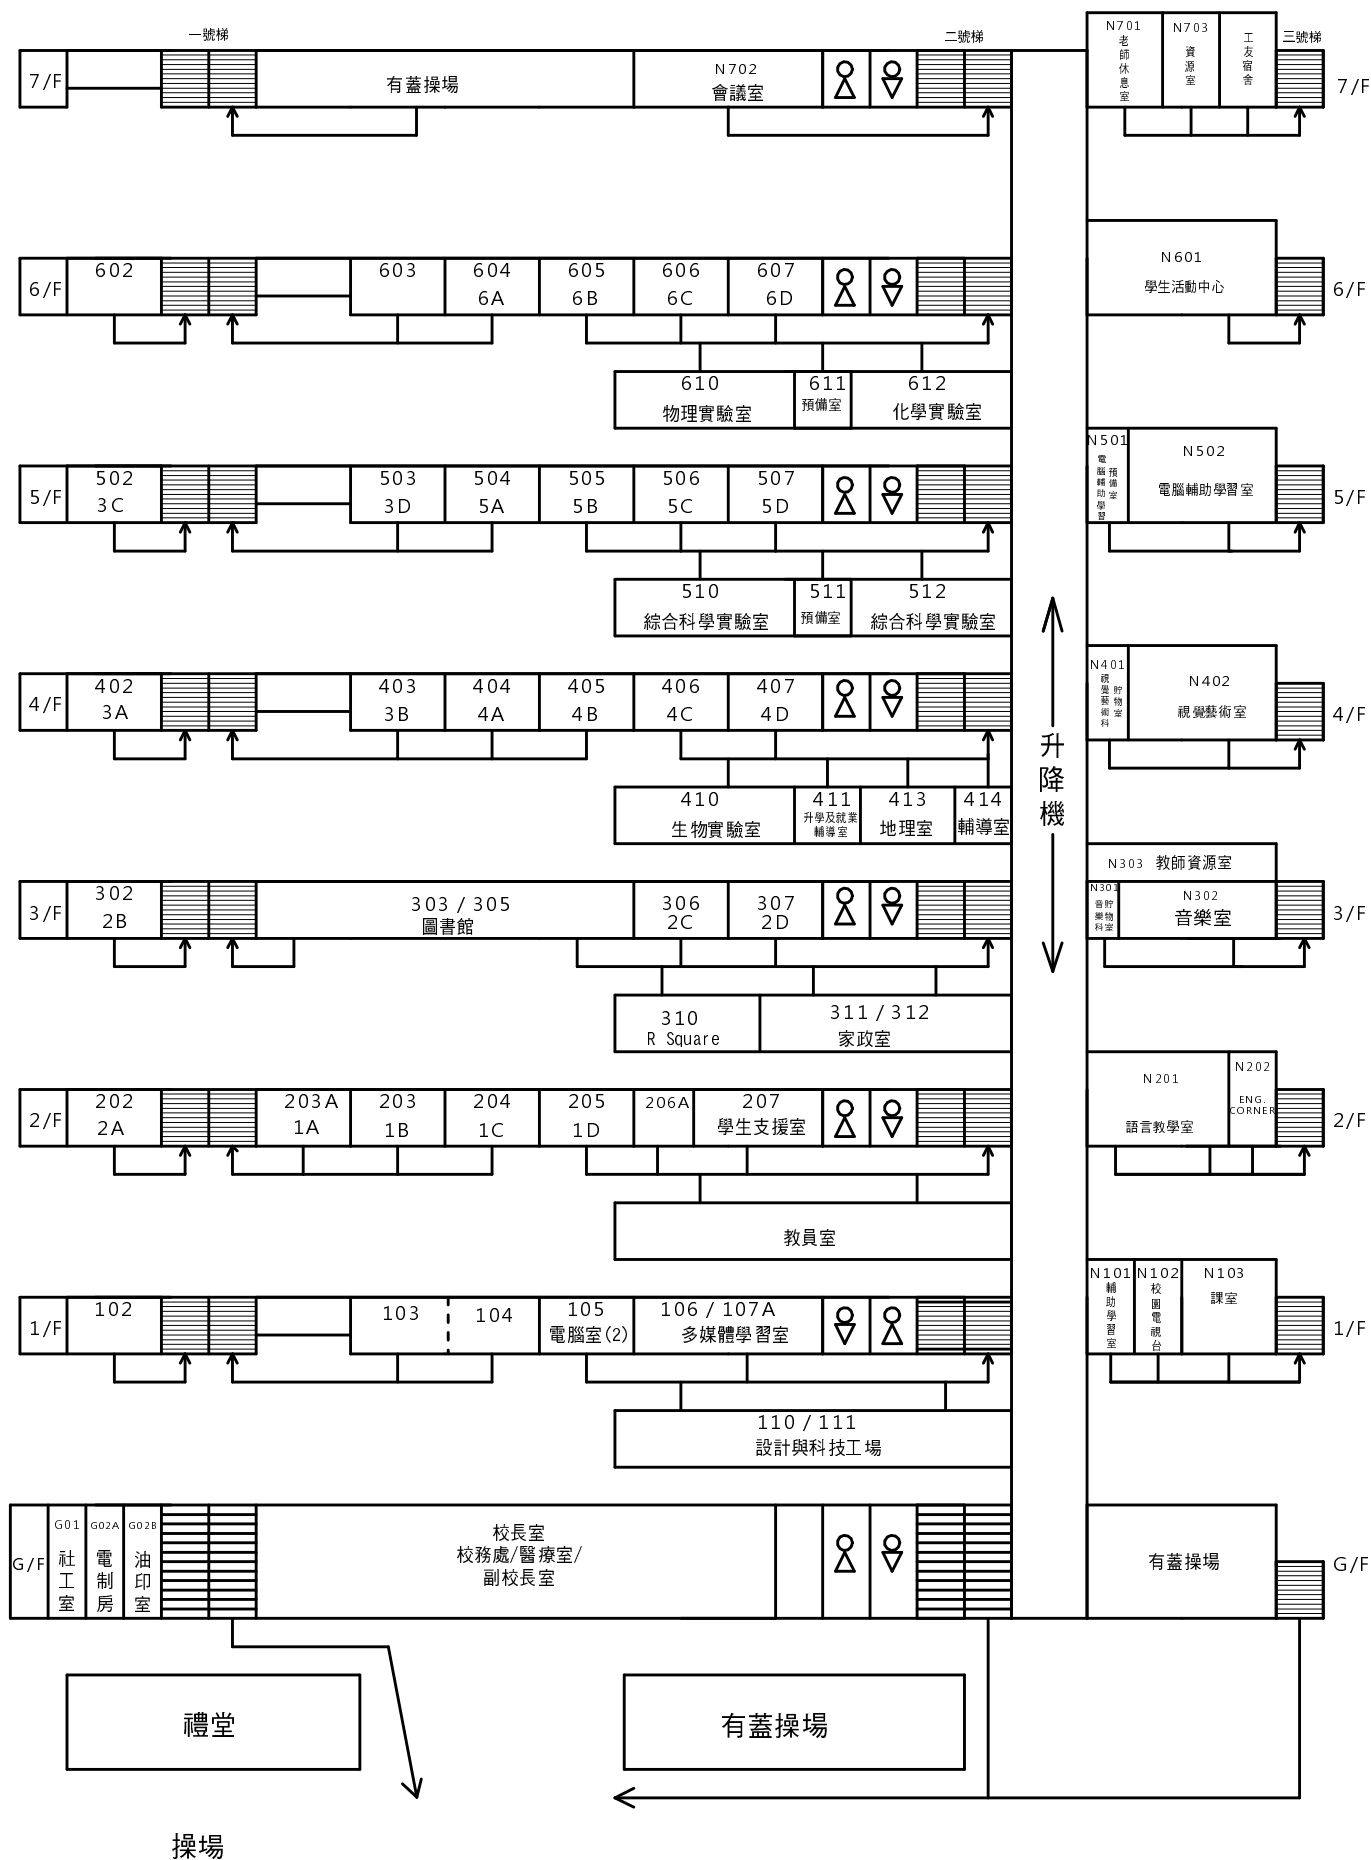 一號梯
二號梯
三號梯
7/F
有蓋操場
N702
會議室
N701
老師休息室
N703
資源室
工友宿舍
7/F
6/F
602
603
604
6A
605
6B
606
6C
607
6D
N601
學生活動中心
6/F
610
物理實驗室
611
預備室
612
化學實驗室
5/F
502
3C
503
3D
504
5A
505
5B
506
5C
507
5D
N501
電腦輔助學習
預備室
N502
電腦輔助學習室
5/F
510
綜合科學實驗室
511
預備室
512
綜合科學實驗室
4/F
402
3A
403
3B
404
4A
405
4B
406
4C
407
4D
升降機
N401
視覺藝術科
貯物室
N402
視覺藝術室
4/F
410
生物實驗室
411
升學及就業
輔導室
413
地理室
414
輔導室
3/F
302
2B
303 / 305
圖書館
306
2C
307
2D
N303 教師資源室
N301
音樂科
貯物室
N302
音樂室
3/F
310
R Square
311 / 312
家政室
2/F
202
2A
203A
1A
203
1B
204
1C
205
1D
206A
207
學生支援室
N201
語言教學室
N202
ENG.
CORNER
2/F
教員室
1/F
102
103
104
105
電腦室(2)
106 / 107A
多媒體學習室
N101
輔助學習室
N102
校園電視台
N103
課室
1/F
110 / 111
設計與科技工場
G/F
G01
社工室
G02A
電制房
G02B
油印室
校長室
校務處/醫療室/
副校長室
有蓋操場
G/F
禮堂
有蓋操場
操場